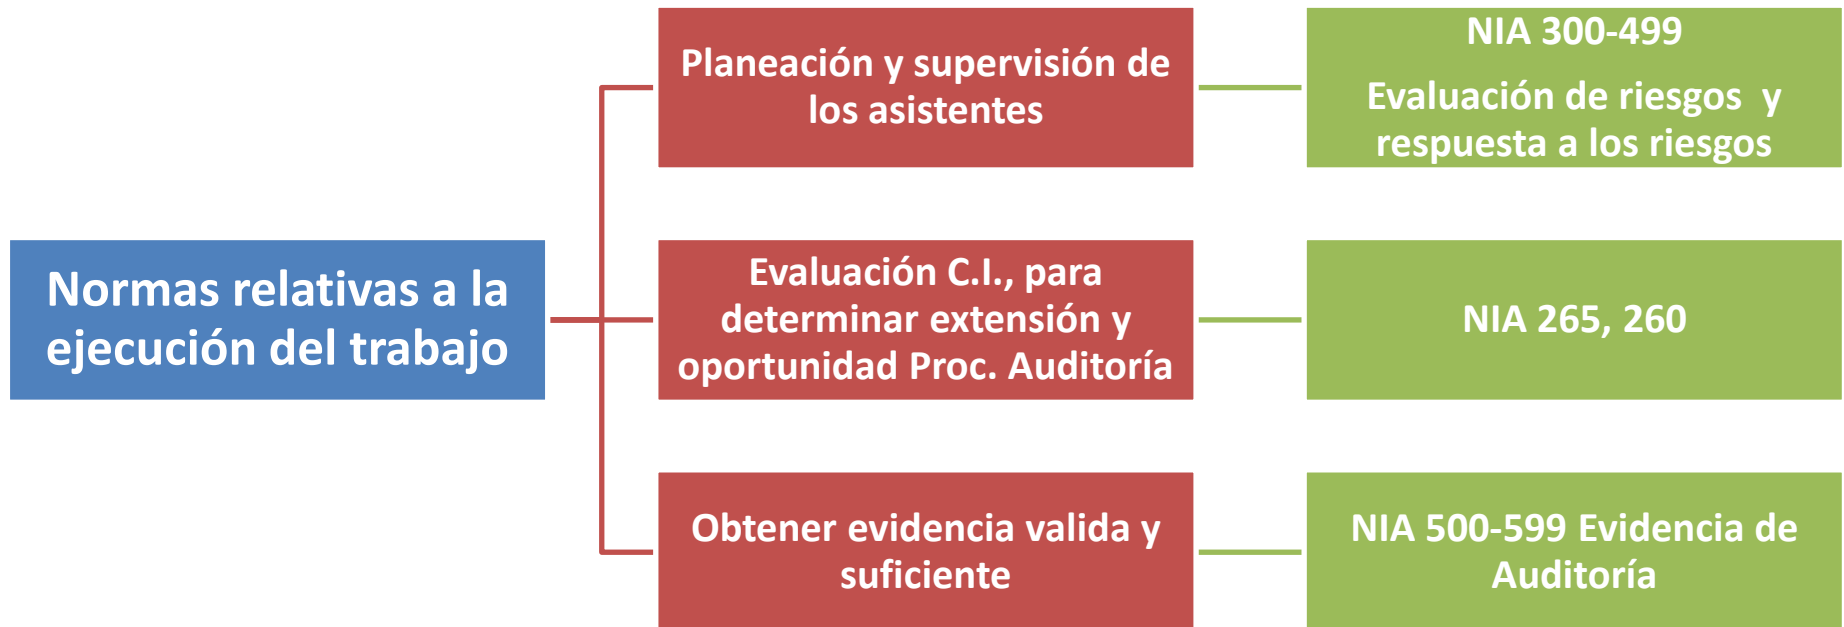 Normas relativas a la
ejecución del trabajo
Planeación y supervisión de
los asistentes
NIA 300-499
Evaluación de riesgos y
respuesta a los riesgos
Evaluación C.I., para
determinar extensión y
oportunidad Proc. Auditoría
NIA 265, 260
Obtener evidencia valida y
suficiente
NIA 500-599 Evidencia de
Auditoría